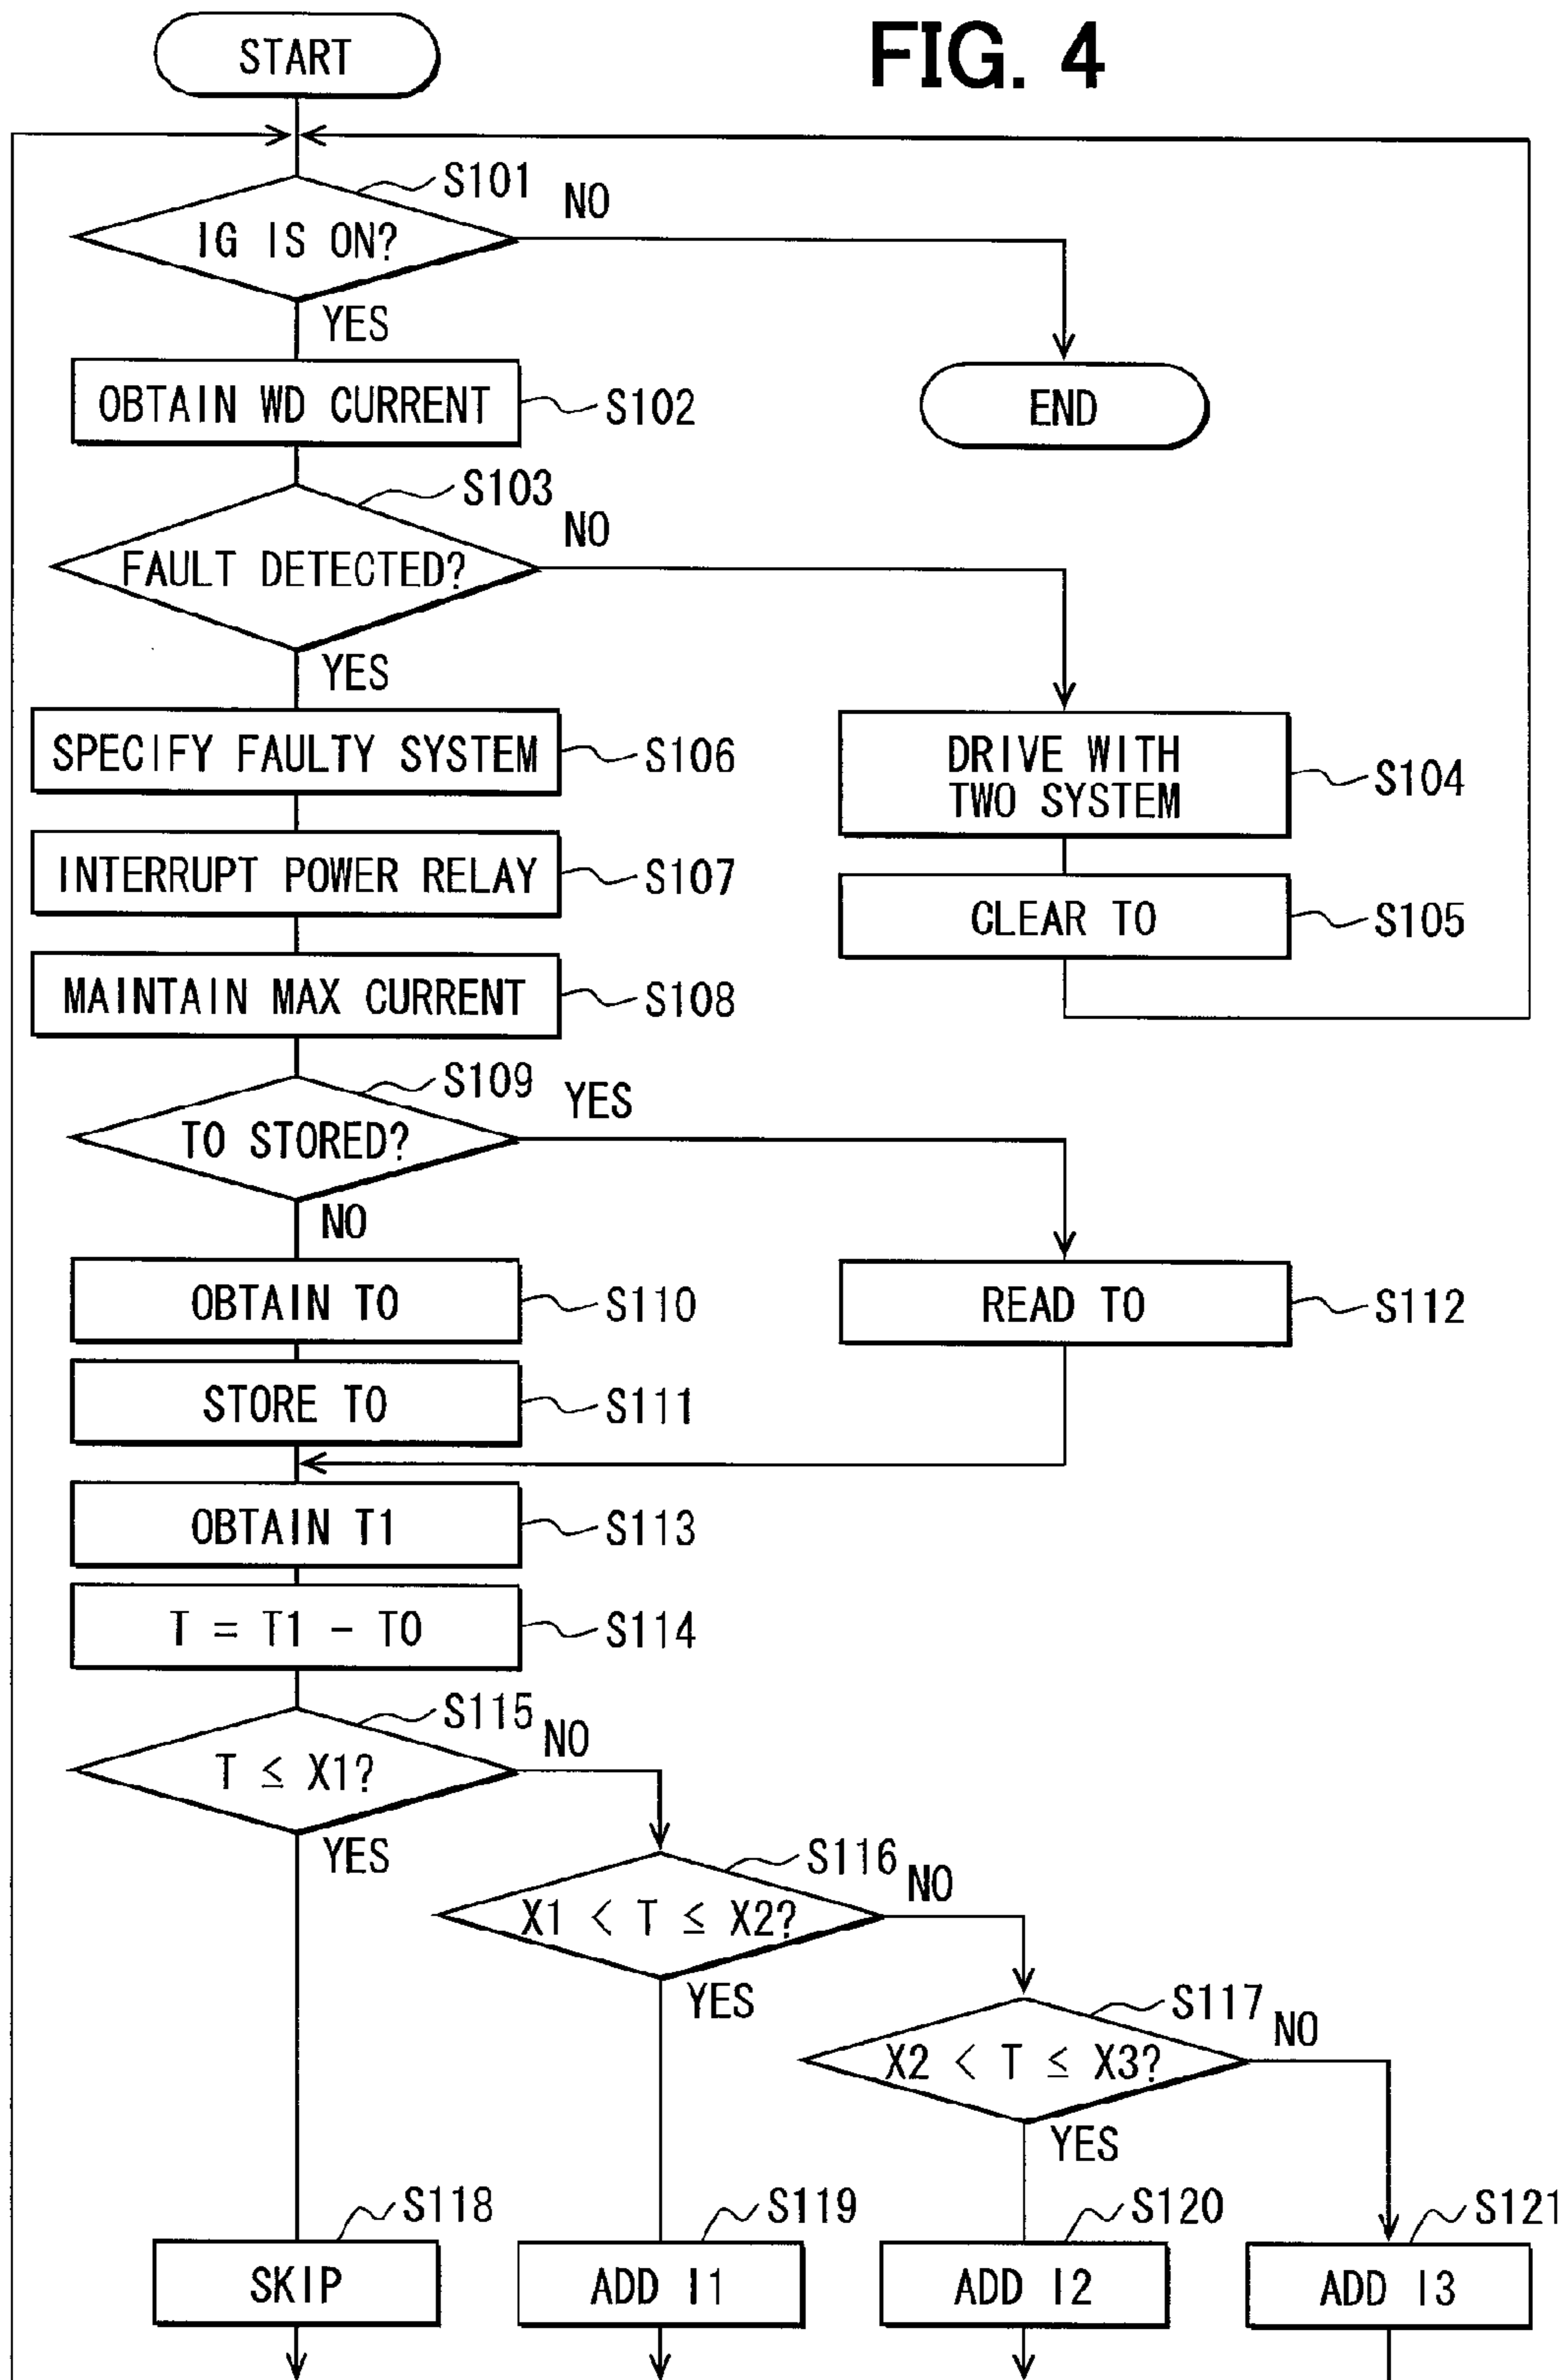 FIG. 4
START
S101
IG IS ON?
NO
YES
OBTAIN WD CURRENT
S102
END
S103
FAULT DETECTED?
NO
YES
SPECIFY FAULTY SYSTEM
S106
DRIVE WITH
TWO SYSTEM
S104
INTERRUPT POWER RELAY
S107
CLEAR T0
S105
MAINTAIN MAX CURRENT
S108
S109
T0 STORED?
YES
NO
OBTAIN T0
S110
READ T0
S112
STORE T0
S111
OBTAIN T1
S113
T = T1 - T0
S114
S115
T ≤ X1?
NO
YES
S116
X1 < T ≤ X2?
NO
YES
S117
X2 < T ≤ X3?
NO
YES
S118
SKIP
S119
ADD I1
S120
ADD I2
S121
ADD I3